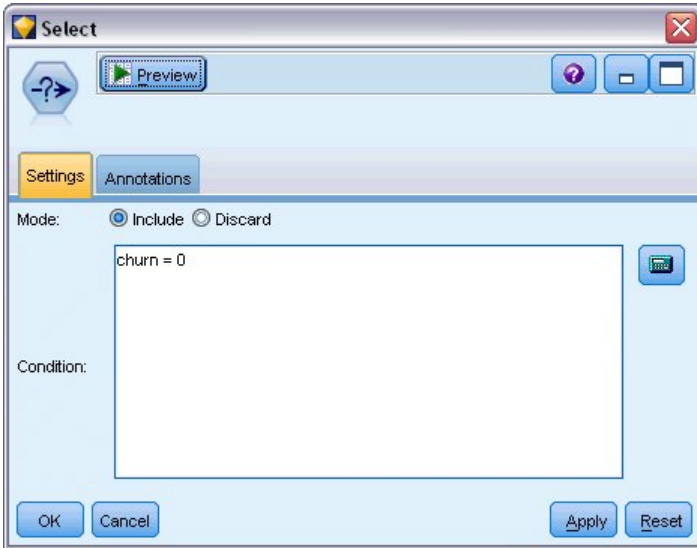 Select
-?➤ Preview ?
Settings Annotations
Mode: Include Discard
churn = 0
Condition:
OK Cancel Apply Reset